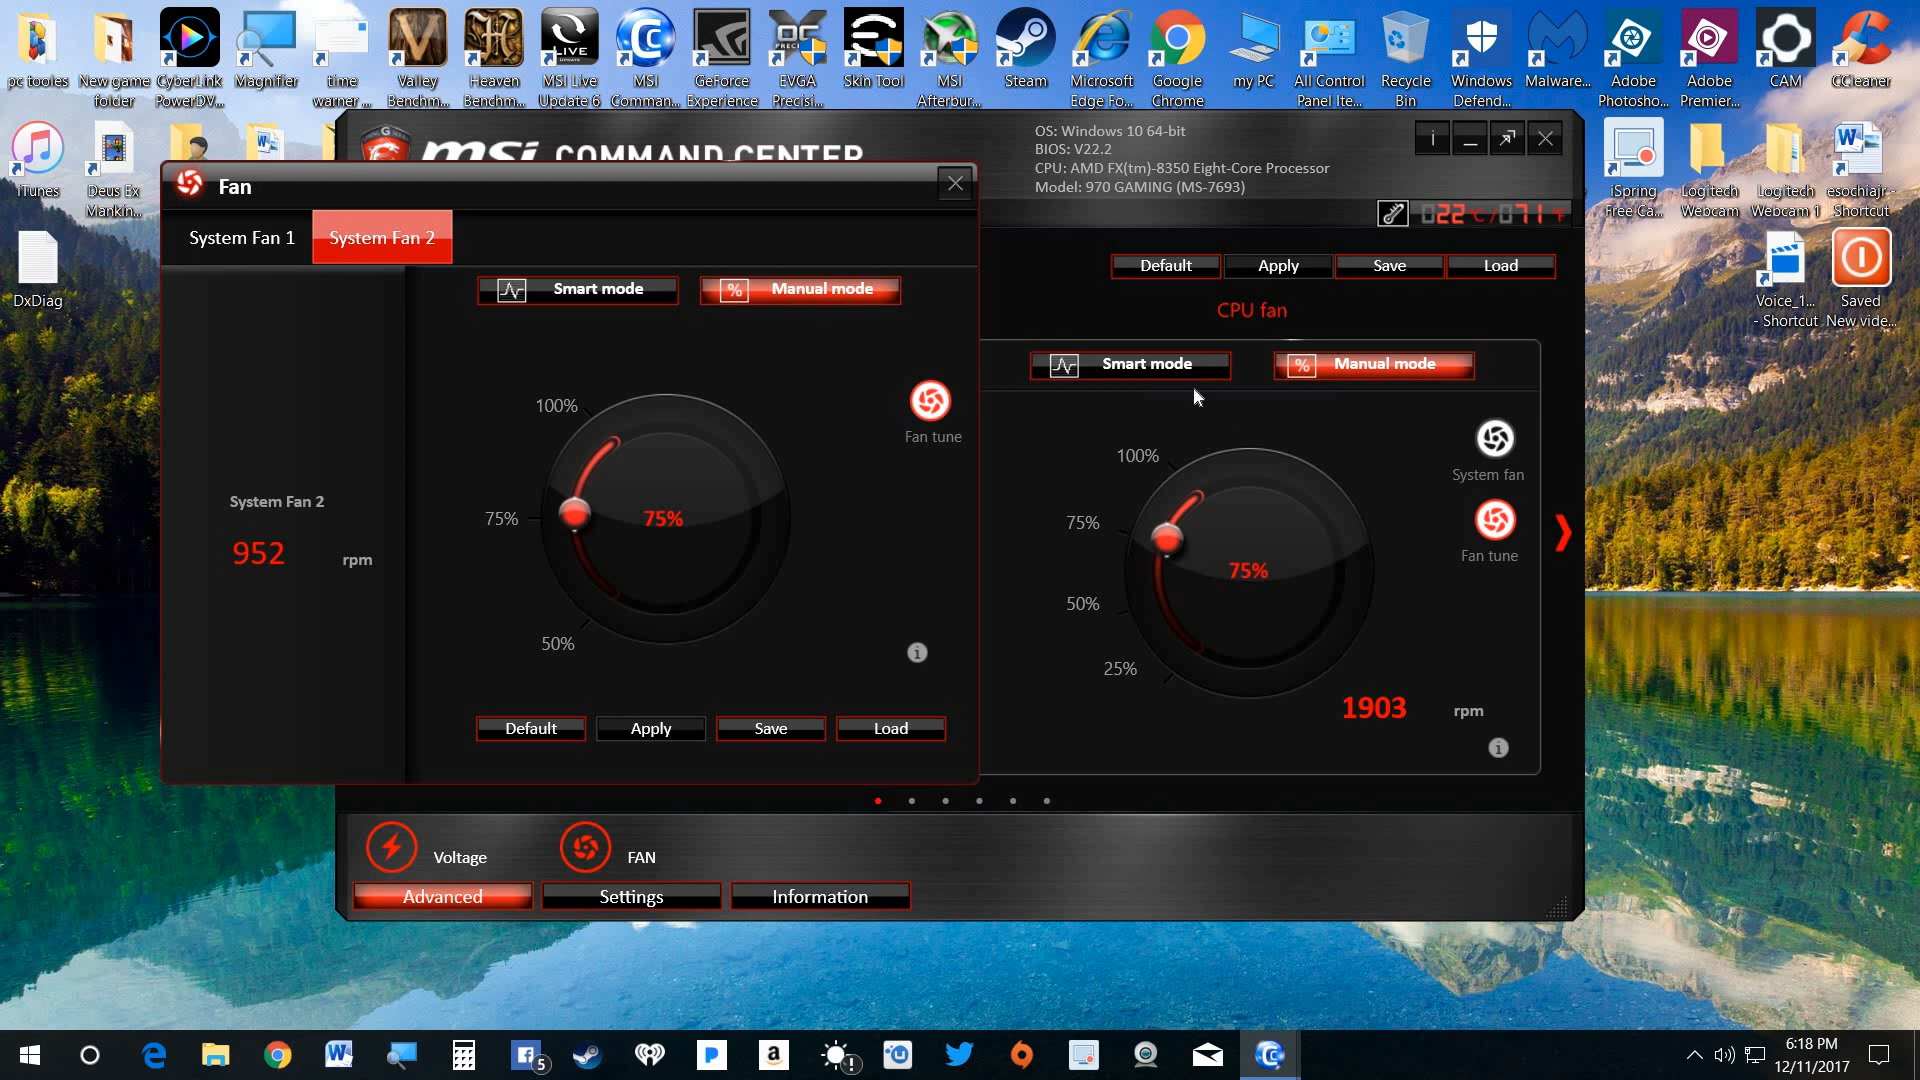 pc tooles
New game
folder
CyberLink
PowerDV...
Magnifier
time
warner ...
Valley
Benchm...
Heaven
Benchm...
MSI Live
Update 6
MSI
Comman...
GeForce
Experience
EVGA
Precisi...
Skin Tool
MSI
Afterbur...
Steam
Microsoft
Edge Fo...
Google
Chrome
my PC
All Control
Panel Ite...
Recycle
Bin
Windows
Defend...
Malware...
Adobe
Photosho...
Adobe
Premier...
CAM
CCleaner
iTunes
Deus Ex
Mankin...
iSpring
Free Ca...
Logitech
Webcam
Logitech
Webcam 1
esochiajr -
Shortcut
DxDiag
Voice_1...
- Shortcut
Saved
New vide...
msi COMMAND CENTER
OS: Windows 10 64-bit
BIOS: V22.2
CPU: AMD FX(tm)-8350 Eight-Core Processor
Model: 970 GAMING (MS-7693)
022°C/071°F
Fan
System Fan 1
System Fan 2
Smart mode
% Manual mode
100%
75%
50%
75%
Fan tune
System Fan 2
952 rpm
Default
Apply
Save
Load
Default
Apply
Save
Load
CPU fan
Smart mode
% Manual mode
100%
75%
50%
25%
75%
System fan
Fan tune
1903 rpm
Voltage
FAN
Advanced
Settings
Information
5
6:18 PM
12/11/2017